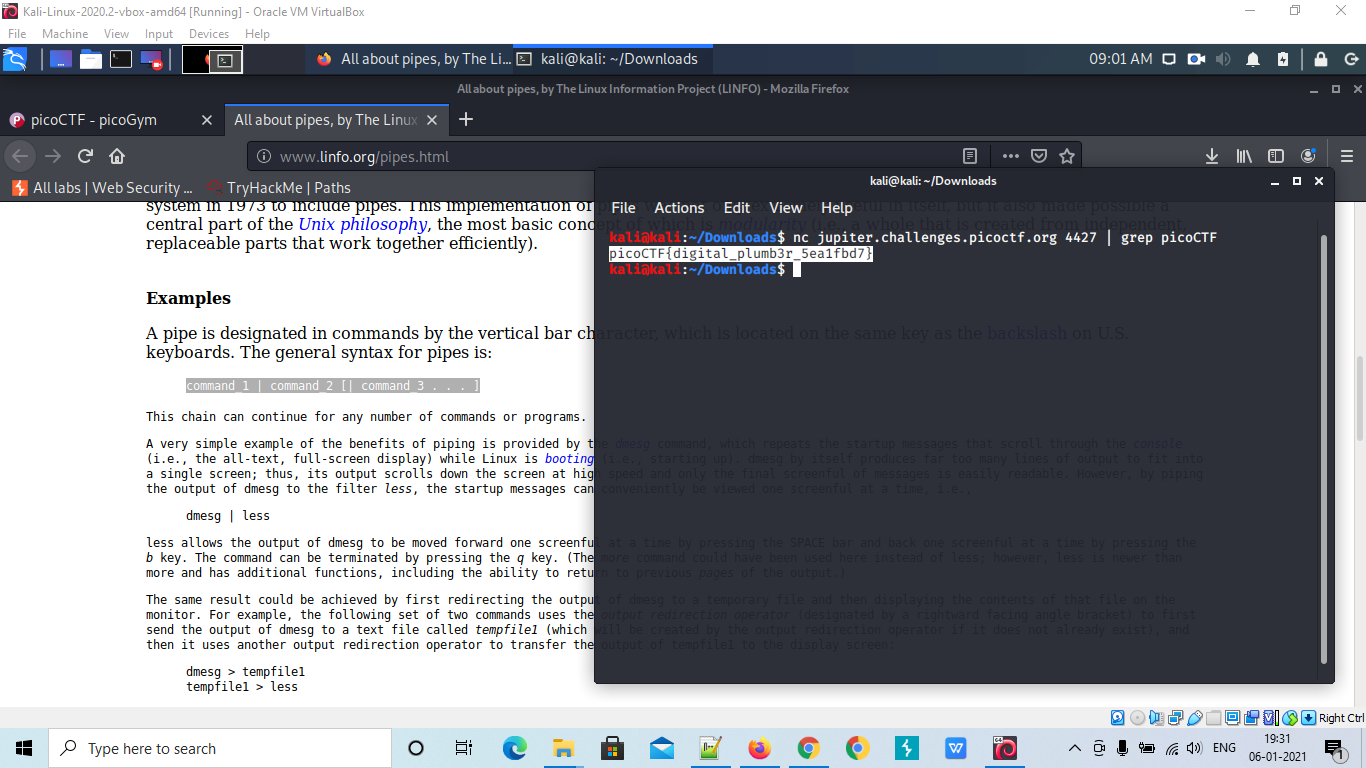 Kali-Linux-2020.2-vbox-amd64 [Running] - Oracle VM VirtualBox
File Machine View Input Devices Help
All about pipes, by The Li... kali@kali: ~/Downloads 09:01 AM
All about pipes, by The Linux Information Project (LINFO) - Mozilla Firefox
picoCTF - picoGym All about pipes, by The Linux
www.linfo.org/pipes.html
All labs | Web Security ... TryHackMe | Paths
kali@kali: ~/Downloads
File Actions Edit View Help
kali@kali:~/Downloads$ nc jupiter.challenges.picoctf.org 4427 | grep picoCTF
picoCTF{digital_plumb3r_5ea1fbd7}
kali@kali:~/Downloads$
system in 1973 to include pipes. This implementation of
central part of the Unix philosophy, the most basic concept of which is modularity (i.e., a whole that is created from independent,
replaceable parts that work together efficiently).
Examples
A pipe is designated in commands by the vertical bar character, which is located on the same key as the backslash on U.S.
keyboards. The general syntax for pipes is:
command_1 | command_2 [| command_3 . . . ]
This chain can continue for any number of commands or programs.
A very simple example of the benefits of piping is provided by the dmesg command, which repeats the startup messages that scroll through the console
(i.e., the all-text, full-screen display) while Linux is booting (i.e., starting up). dmesg by itself produces far too many lines of output to fit into
a single screen; thus, its output scrolls down the screen at high speed and only the final screenful of messages is easily readable. However, by piping
the output of dmesg to the filter less, the startup messages can conveniently be viewed one screenful at a time, i.e.,
dmesg | less
less allows the output of dmesg to be moved forward one screenful at a time by pressing the SPACE bar and back one screenful at a time by pressing the
b key. The command can be terminated by pressing the q key. (The more command could have been used here instead of less; however, less is newer than
more and has additional functions, including the ability to return to previous pages of the output.)
The same result could be achieved by first redirecting the output of dmesg to a temporary file and then displaying the contents of that file on the
monitor. For example, the following set of two commands uses the output redirection operator (designated by a rightward facing angle bracket) to first
send the output of dmesg to a text file called tempfile1 (which will be created by the output redirection operator if it does not already exist), and
then it uses another output redirection operator to transfer the output of tempfile1 to the display screen:
dmesg > tempfile1
tempfile1 > less
Right Ctrl
Type here to search
ENG
19:31
06-01-2021
1